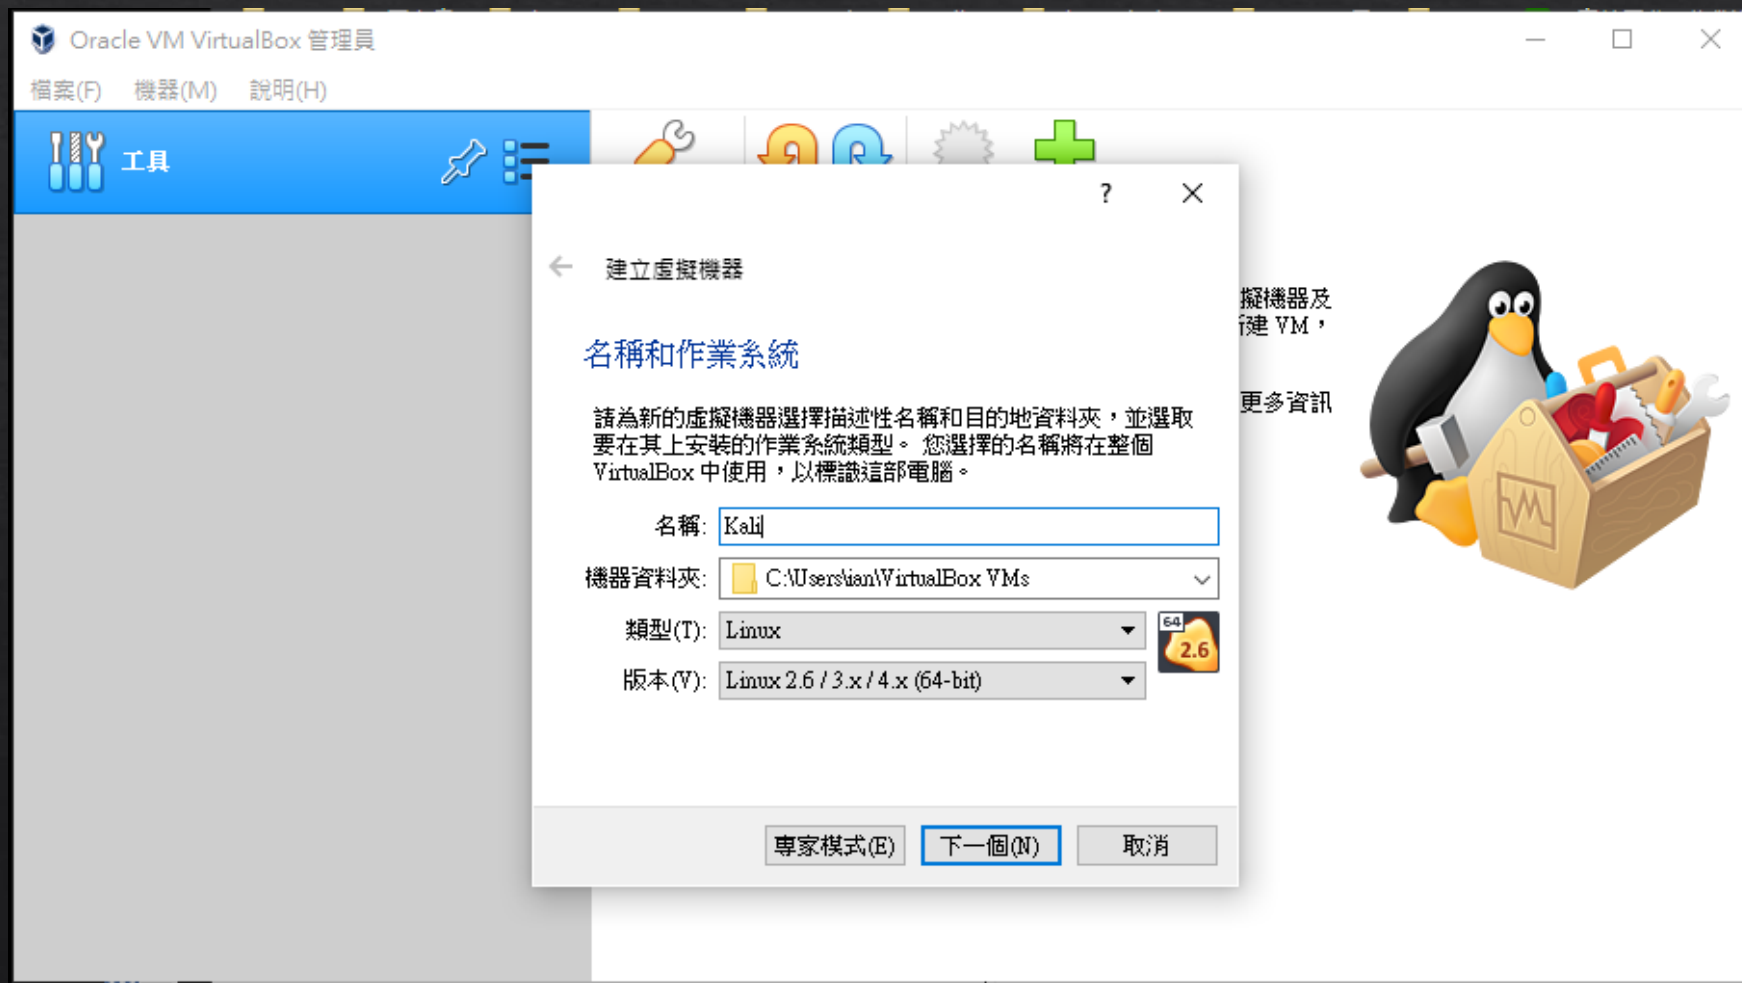 Oracle VM VirtualBox 管理員
檔案(F) 機器(M) 說明(H)
工具
?
建立虛擬機器
擬機器及
建 VM，
名稱和作業系統
更多資訊
請為新的虛擬機器選擇描述性名稱和目的地資料夾，並選取
要在其上安裝的作業系統類型。 您選擇的名稱將在整個
VirtualBox 中使用，以標識這部電腦。
名稱: Kali
機器資料夾: C:\Users\ian\VirtualBox VMs
類型(T): Linux
64
2.6
版本(V): Linux 2.6 / 3.x / 4.x (64-bit)
專家模式(E) 下一個(N) 取消